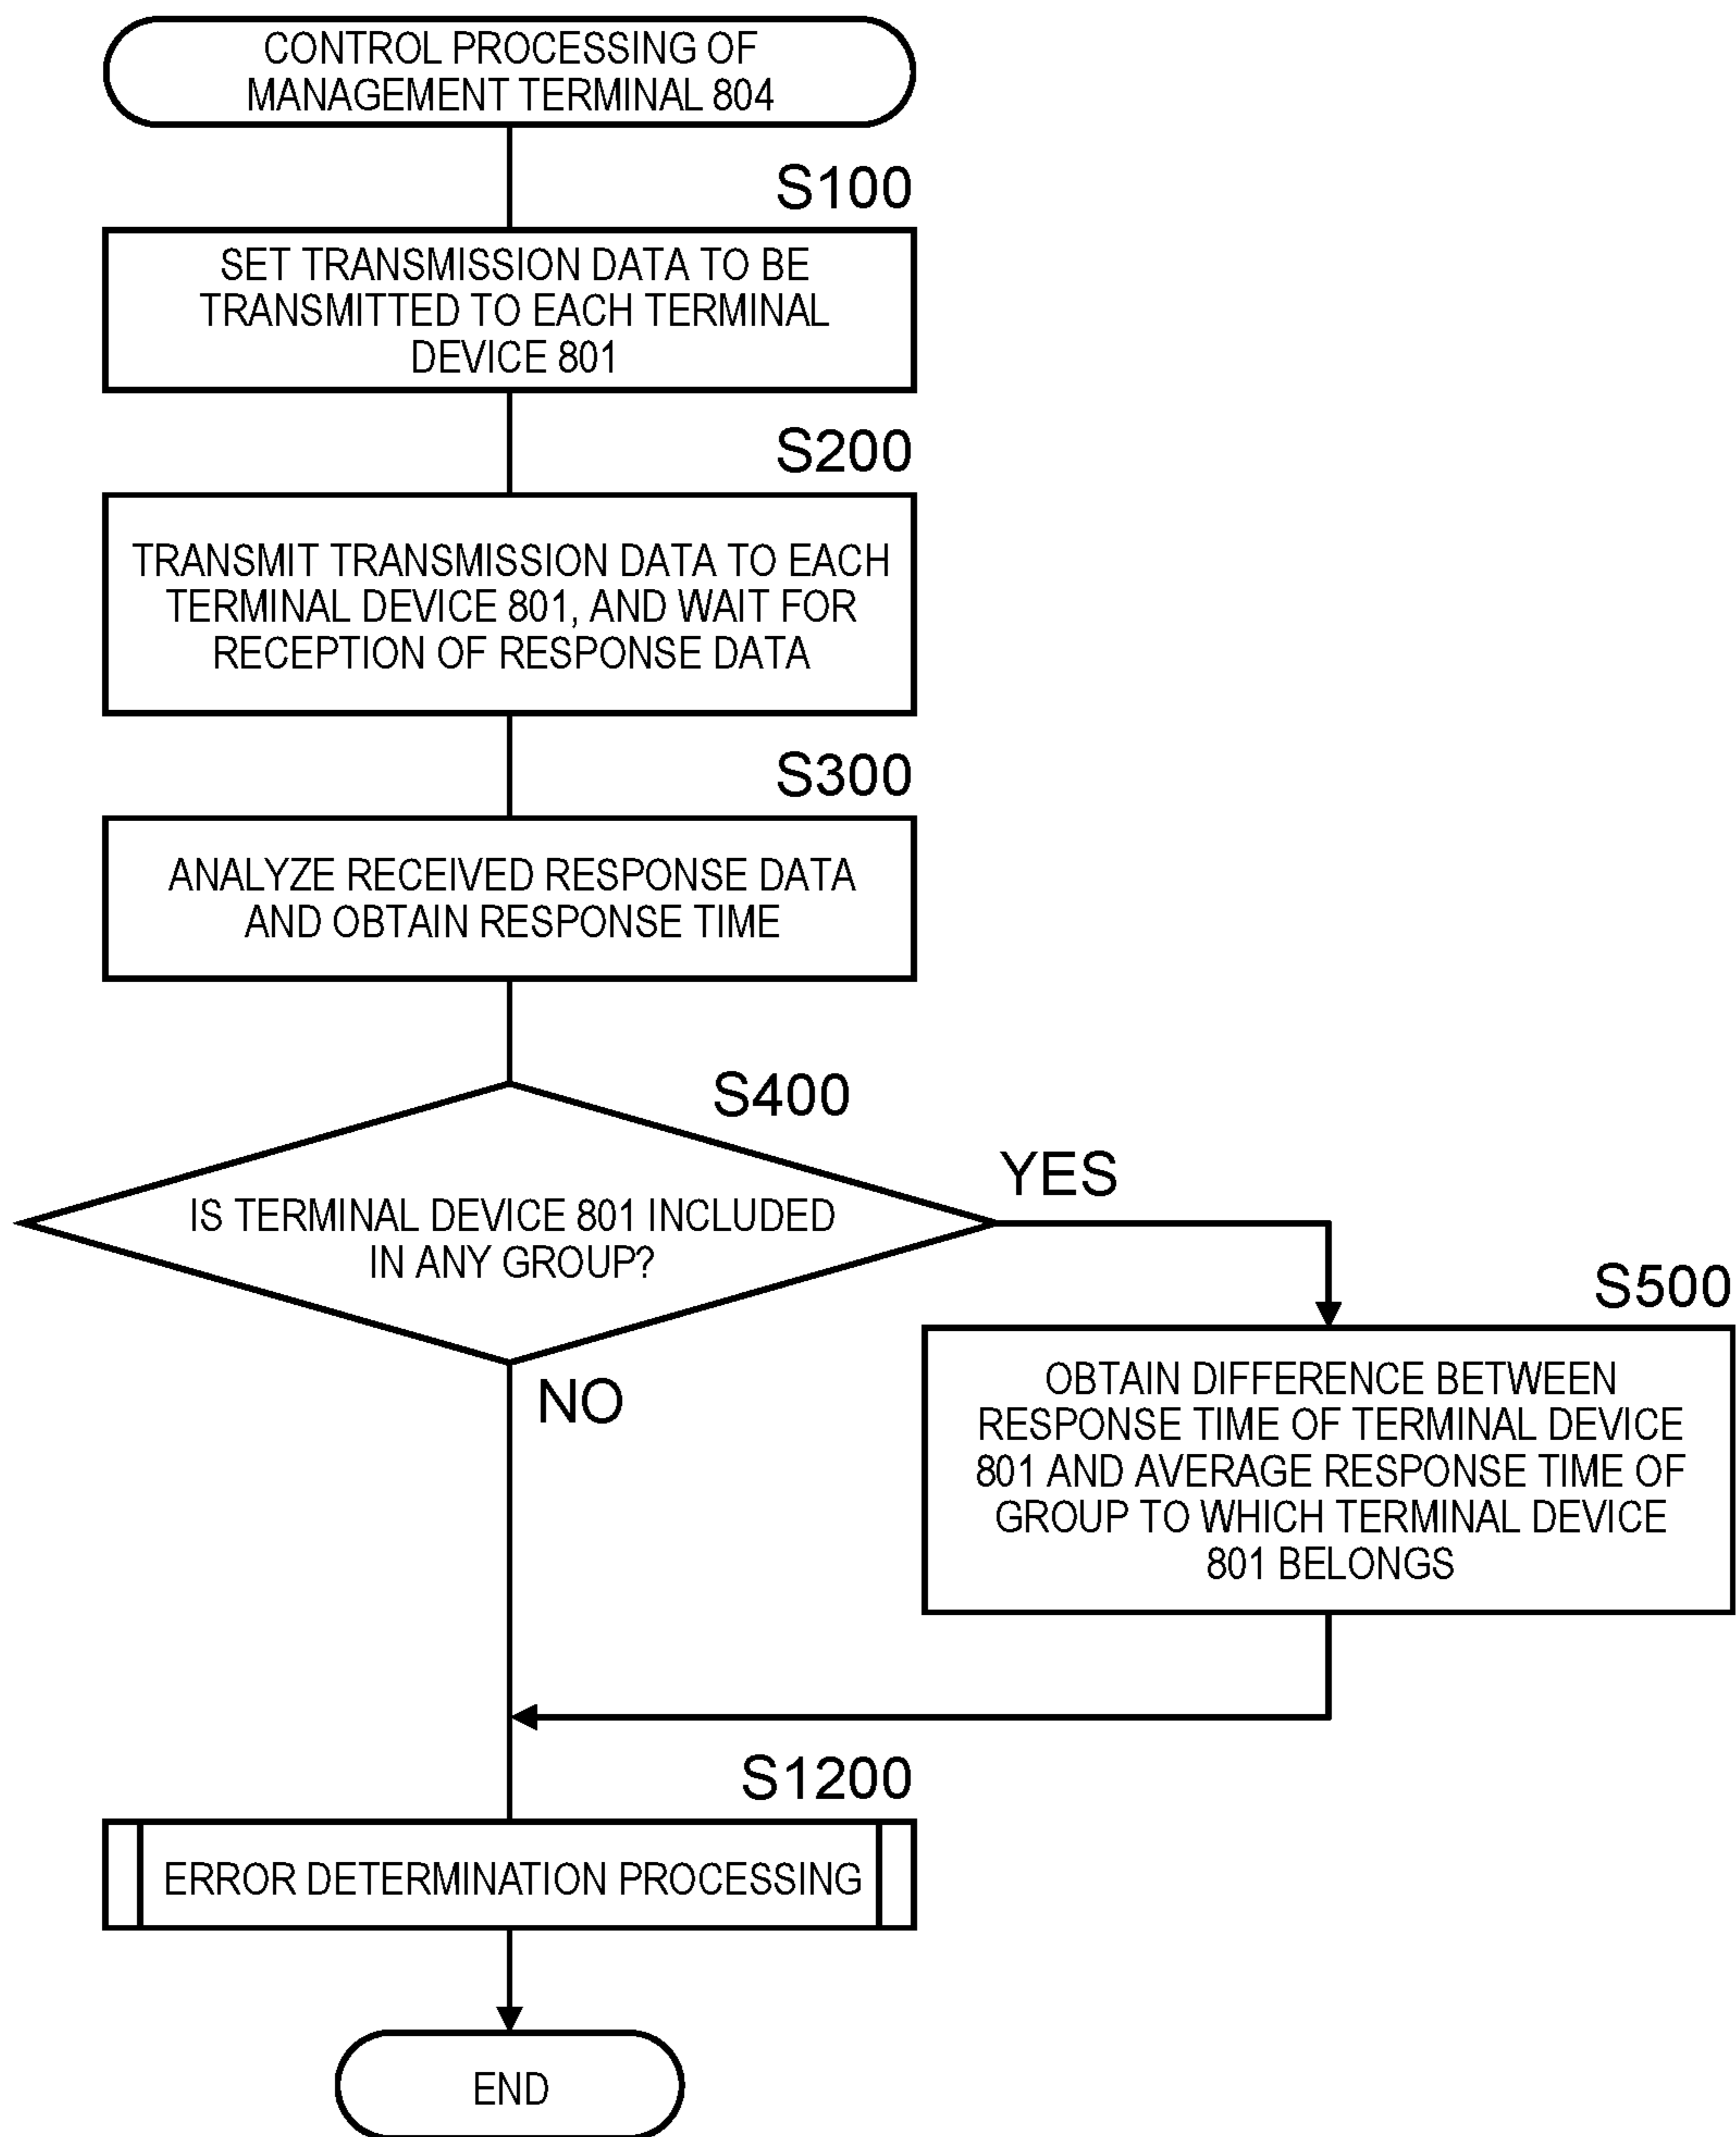 CONTROL PROCESSING OF
MANAGEMENT TERMINAL 804
S100
SET TRANSMISSION DATA TO BE
TRANSMITTED TO EACH TERMINAL
DEVICE 801
S200
TRANSMIT TRANSMISSION DATA TO EACH
TERMINAL DEVICE 801, AND WAIT FOR
RECEPTION OF RESPONSE DATA
S300
ANALYZE RECEIVED RESPONSE DATA
AND OBTAIN RESPONSE TIME
S400
IS TERMINAL DEVICE 801 INCLUDED
IN ANY GROUP?
YES
NO
S500
OBTAIN DIFFERENCE BETWEEN
RESPONSE TIME OF TERMINAL DEVICE
801 AND AVERAGE RESPONSE TIME OF
GROUP TO WHICH TERMINAL DEVICE
801 BELONGS
S1200
ERROR DETERMINATION PROCESSING
END